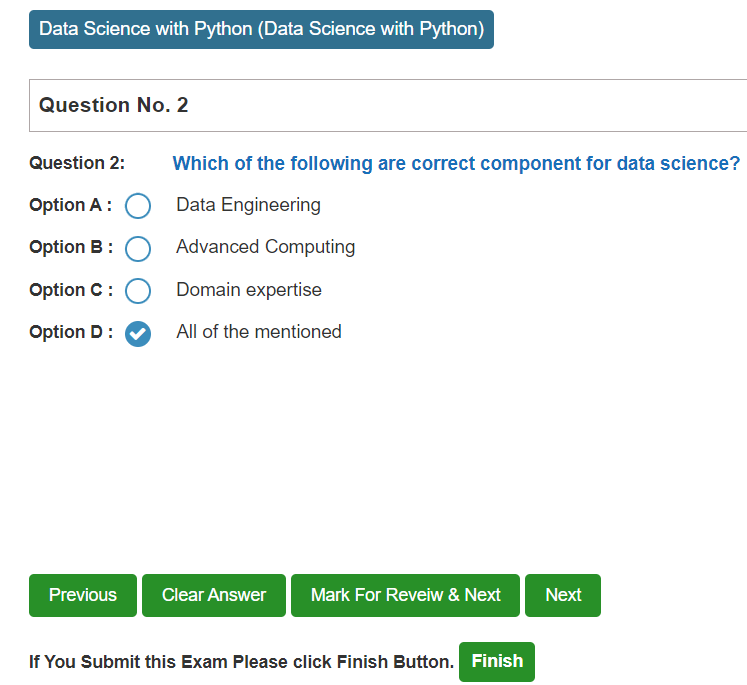 Data Science with Python (Data Science with Python)
Question No. 2
Question 2: Which of the following are correct component for data science?
Option A : Data Engineering
Option B : Advanced Computing
Option C : Domain expertise
Option D : All of the mentioned
Previous Clear Answer Mark For Reveiw & Next Next
If You Submit this Exam Please click Finish Button. Finish